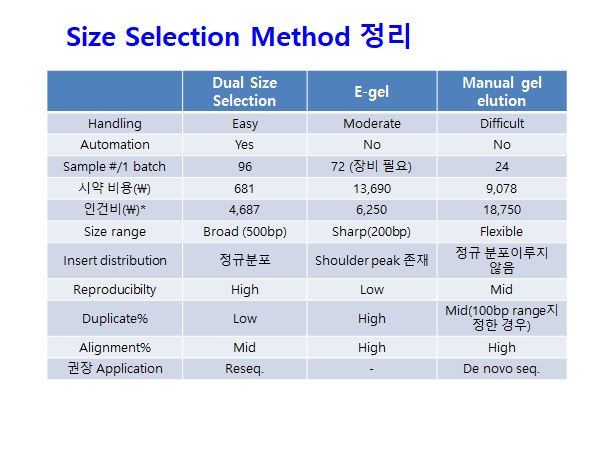 Size Selection Method 정리
Dual Size Selection E-gel Manual gel elution
Handling Easy Moderate Difficult
Automation Yes No No
Sample #/1 batch 96 72 (장비 필요) 24
시약 비용(₩) 681 13,690 9,078
인건비(₩)* 4,687 6,250 18,750
Size range Broad (500bp) Sharp(200bp) Flexible
Insert distribution 정규분포 Shoulder peak 존재 정규 분포이루지 않음
Reproducibilty High Low Mid
Duplicate% Low High Mid(100bp range지정한 경우)
Alignment% Mid High High
권장 Application Reseq. - De novo seq.